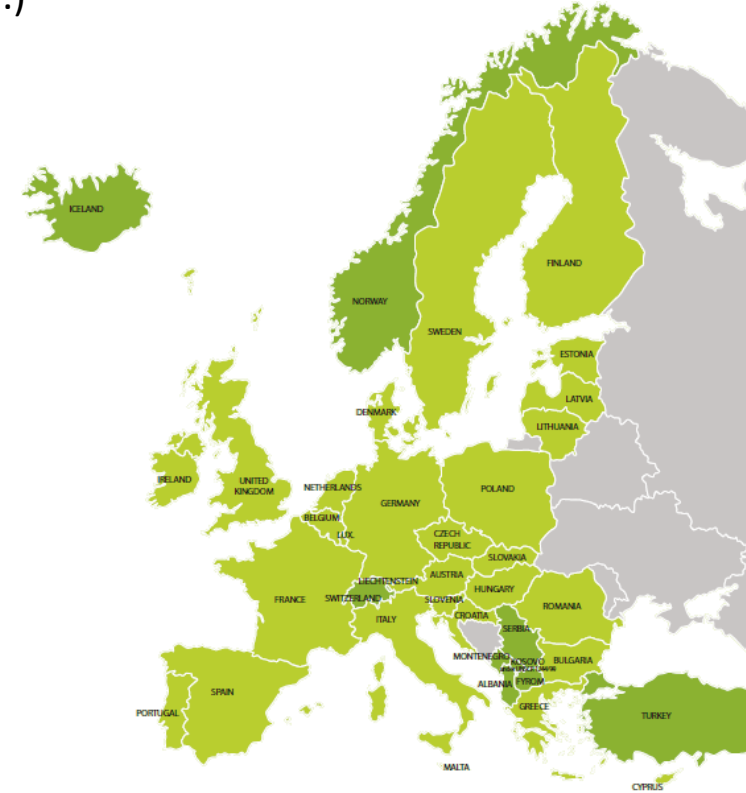 .)
ICELAND
NORWAY
FINLAND
SWEDEN
ESTONIA
LATVIA
LITHUANIA
DENMARK
IRELAND
UNITED
KINGDOM
NETHERLANDS
BELGIUM
LUX.
GERMANY
POLAND
CZECH
REPUBLIC
SLOVAKIA
AUSTRIA
LIECHTENSTEIN
SWITZERLAND
FRANCE
SLOVENIA
HUNGARY
CROATIA
ITALY
ROMANIA
SERBIA
MONTENEGRO
KOSOVO
BULGARIA
ALBANIA
FYROM
GREECE
SPAIN
PORTUGAL
TURKEY
MALTA
CYPRUS